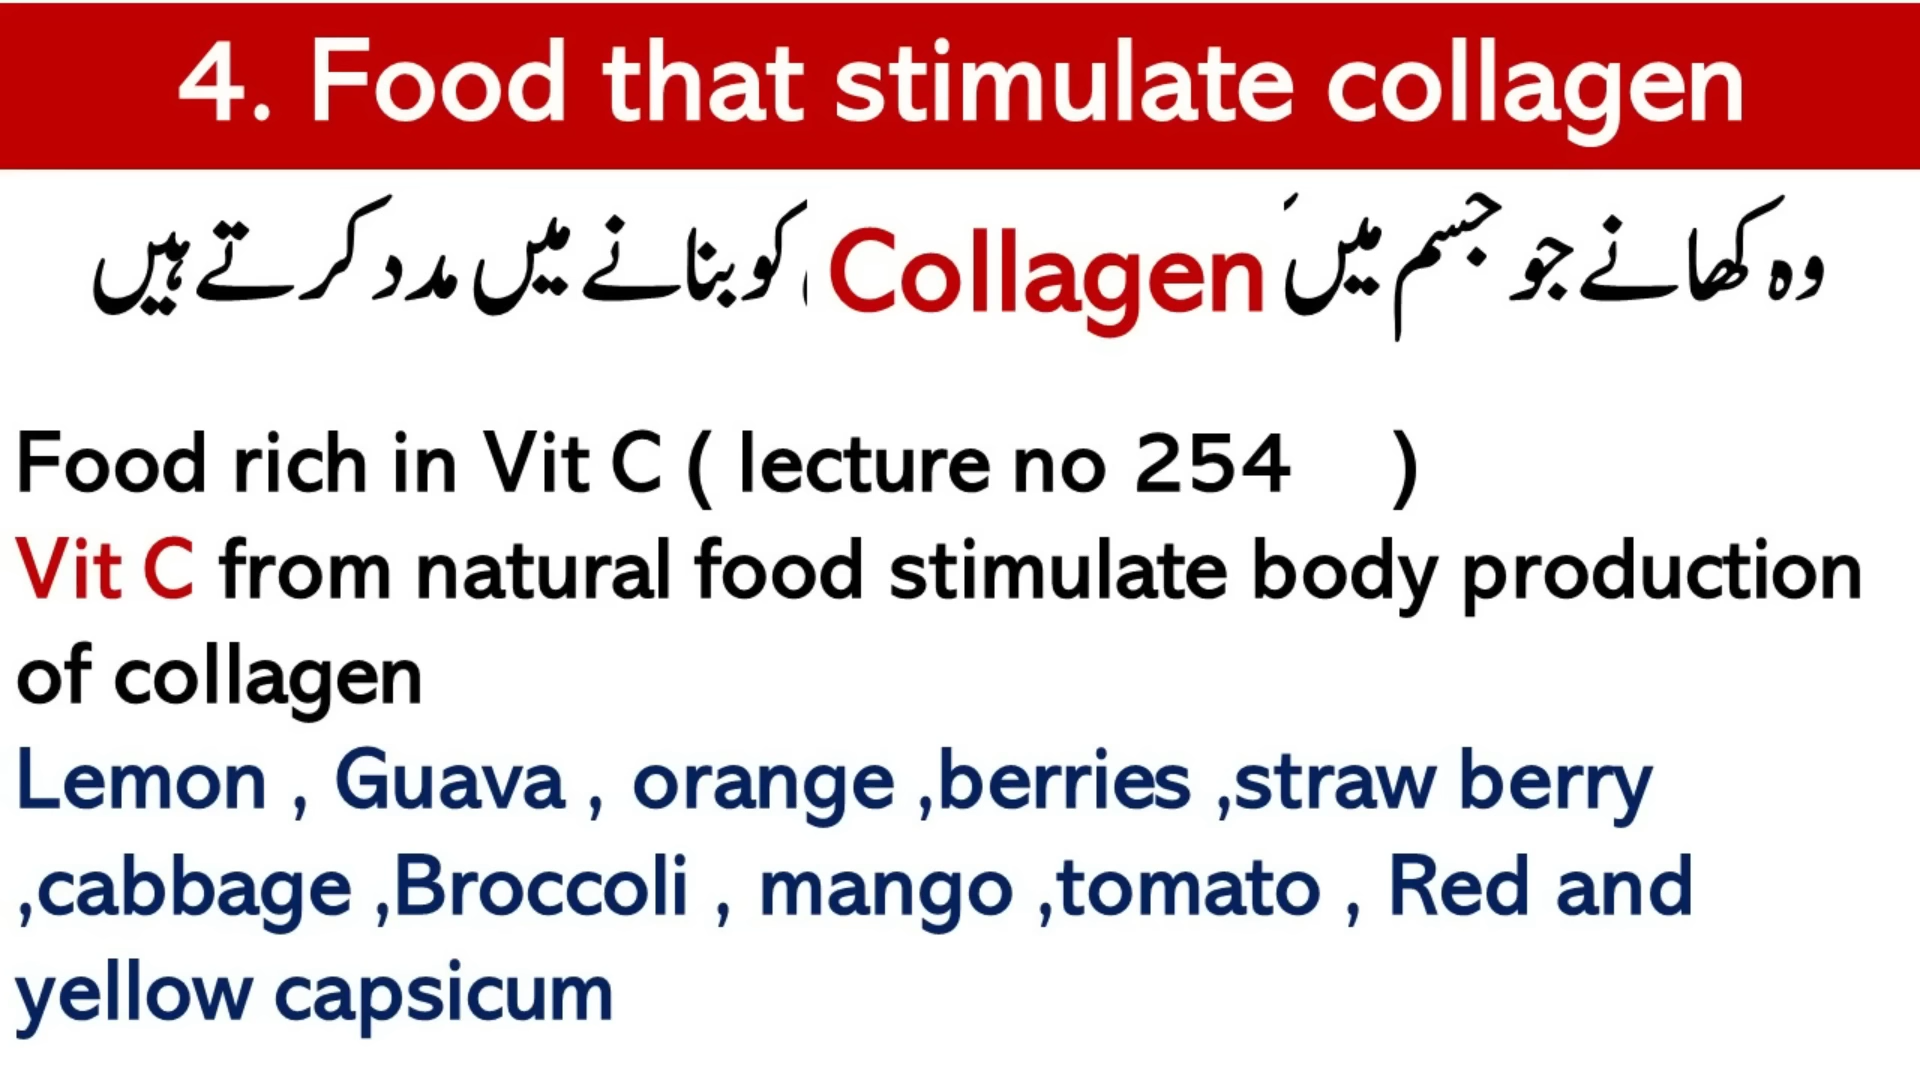 4. Food that stimulate collagen
وہ کھانے جو جسم میں Collagen کو بنانے میں مدد کرتے ہیں
Food rich in Vit C ( lecture no 254 )
Vit C from natural food stimulate body production
of collagen
Lemon , Guava , orange ,berries ,straw berry
,cabbage ,Broccoli , mango ,tomato , Red and
yellow capsicum